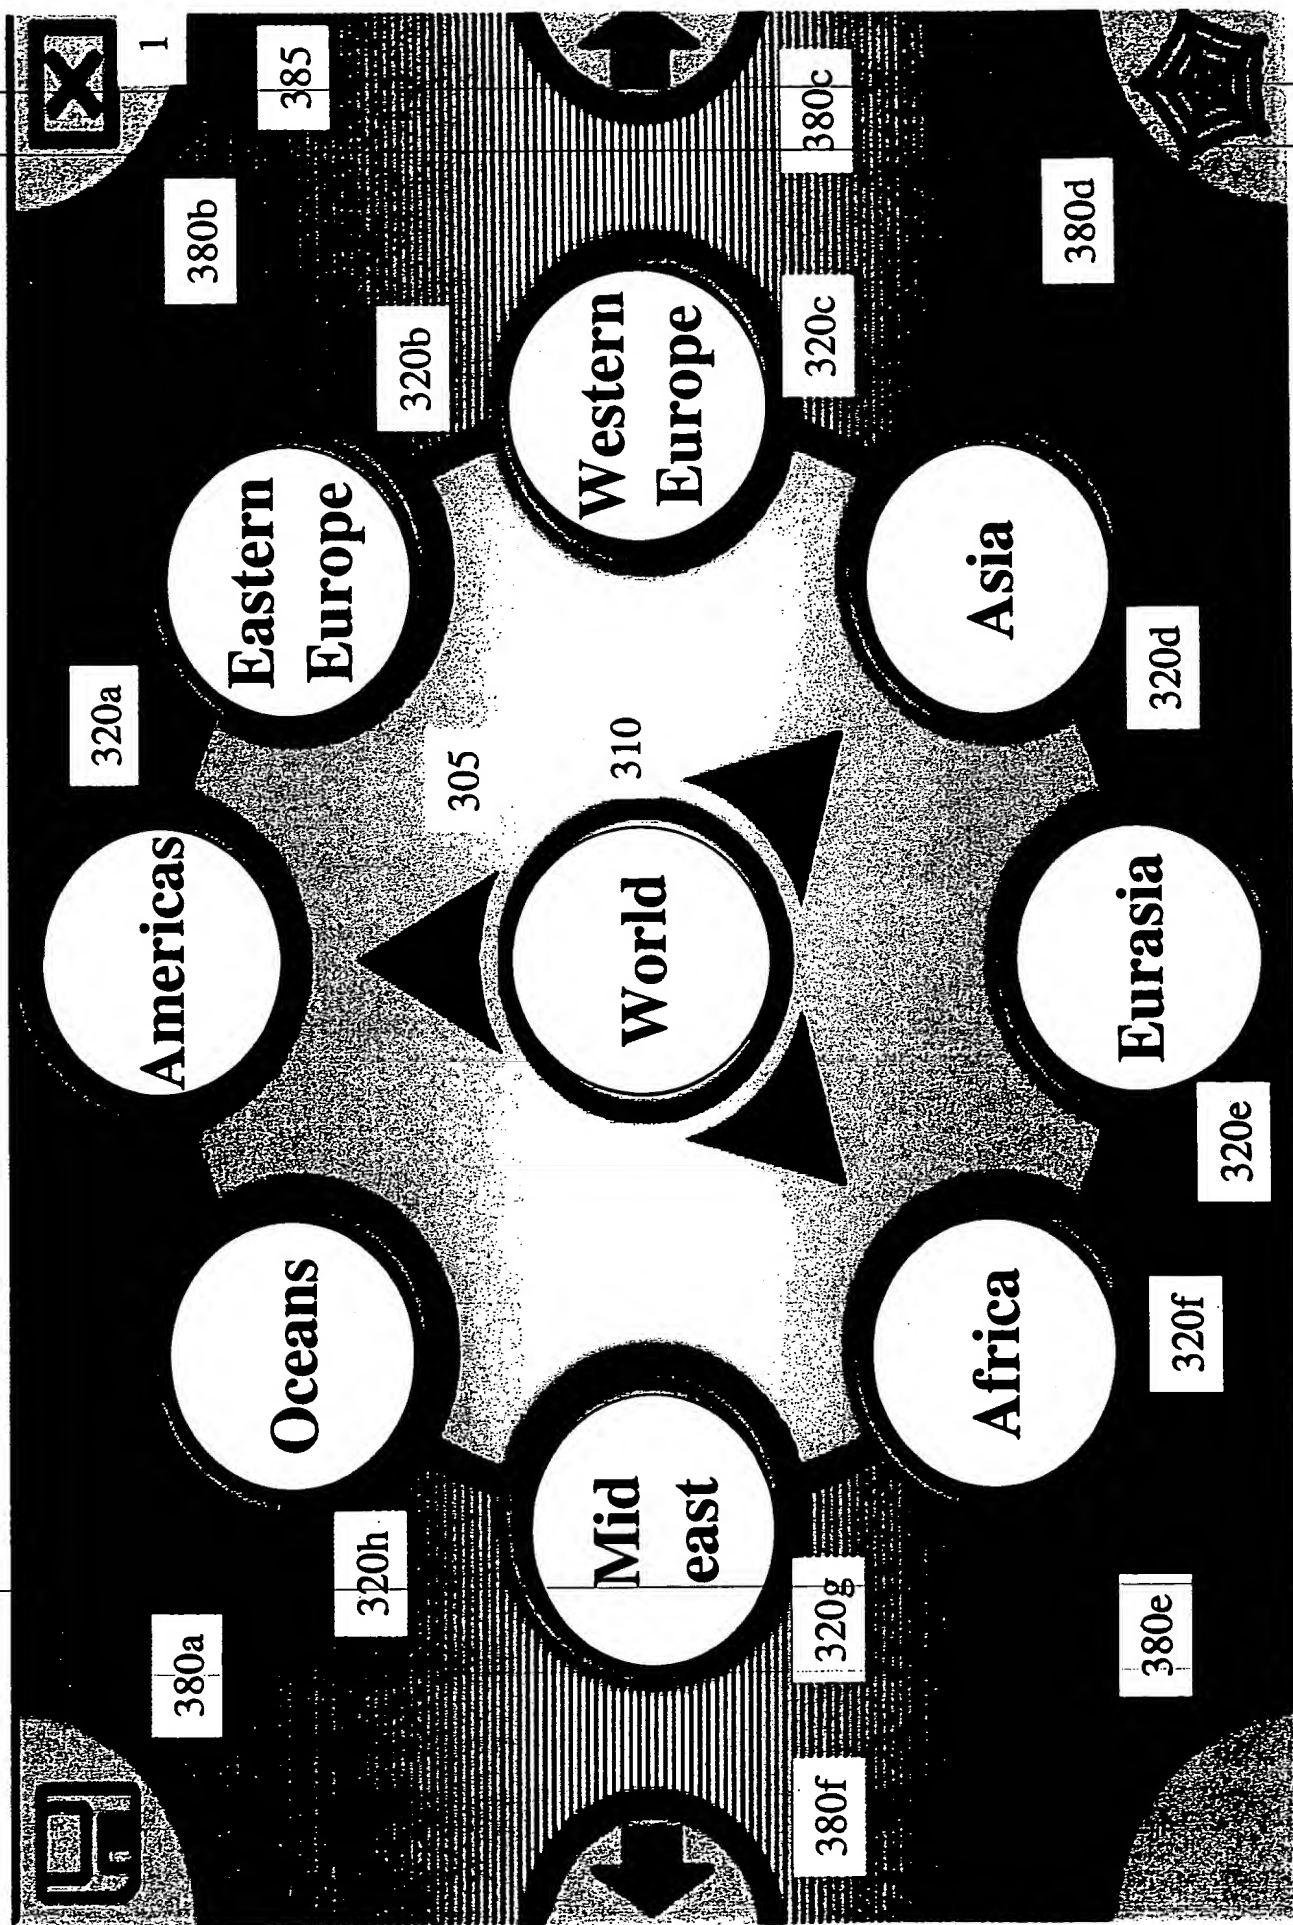 320a
1
Americas
380a
380b
Eastern
Europe
Oceans
385
320h
320b
305
310
Mid
east
World
Western
Europe
380f
320g
320c
380c
Africa
Asia
380d
Eurasia
380e
320f
320d
320e